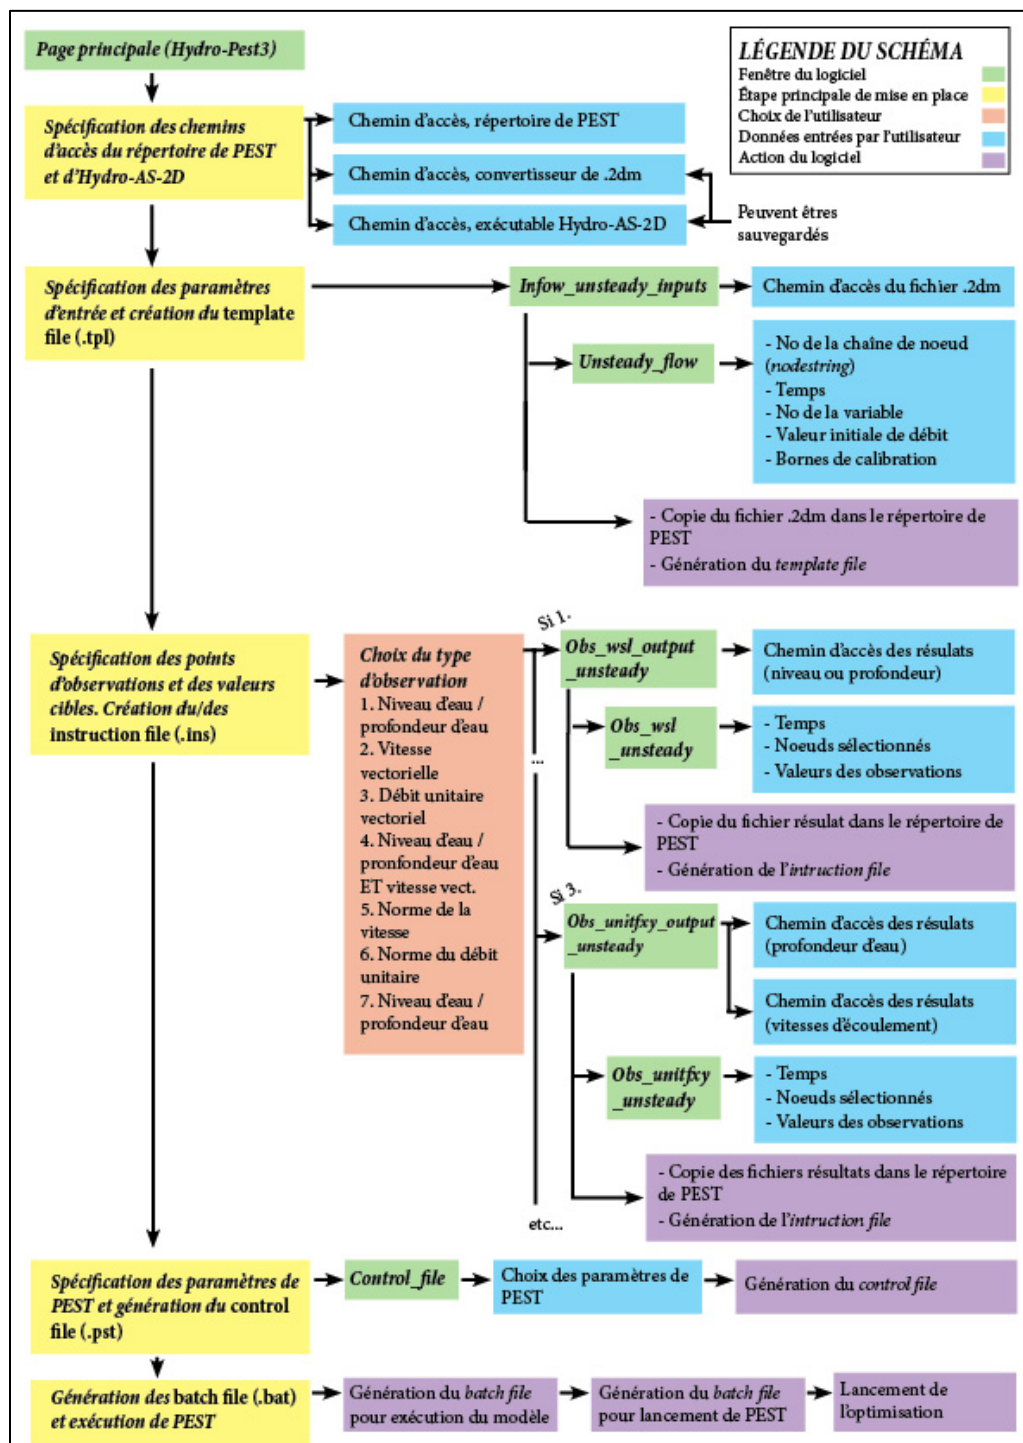 Page principale (Hydro-Pest3)
LÉGENDE DU SCHÉMA
Fenêtre du logiciel
Étape principale de mise en place
Choix de l'utilisateur
Données entrées par l'utilisateur
Action du logiciel
Spécification des chemins
d'accès du répertoire de PEST
et d'Hydro-AS-2D
Chemin d'accès, répertoire de PEST
Chemin d'accès, convertisseur de .2dm
Chemin d'accès, exécutable Hydro-AS-2D
Peuvent êtres
sauvegardés
Spécification des paramètres
d'entrée et création du template
file (.tpl)
Infow_unsteady_inputs
Chemin d'accès du fichier .2dm
Unsteady_flow
- No de la chaîne de noeud
(nodestring)
- Temps
- No de la variable
- Valeur initiale de débit
- Bornes de calibration
- Copie du fichier .2dm dans le répertoire de
PEST
- Génération du template file
Spécification des points
d'observations et des valeurs
cibles. Création du/des
instruction file (.ins)
Choix du type
d'observation
1. Niveau d'eau /
profondeur d'eau
2. Vitesse
vectorielle
3. Débit unitaire
vectoriel
4. Niveau d'eau /
pronfondeur d'eau
ET vitesse vect.
5. Norme de la
vitesse
6. Norme du débit
unitaire
7. Niveau d'eau /
profondeur d'eau
Si 1.
...
Obs_wsl_output
_unsteady
Chemin d'accès des résulats
(niveau ou profondeur)
Obs_wsl
_unsteady
- Temps
- Noeuds sélectionnés
- Valeurs des observations
- Copie du fichier résultat dans le répertoire de
PEST
- Génération de l'intruction file
Si 3.
Obs_unitfxy_output
_unsteady
Chemin d'accès des résulats
(profondeur d'eau)
Chemin d'accès des résulats
(vitesses d'écoulement)
Obs_unitfxy
_unsteady
- Temps
- Noeuds sélectionnés
- Valeurs des observations
- Copie des fichiers résultats dans le répertoire
de PEST
- Génération de l'intruction file
etc...
Spécification des paramètres de
PEST et génération du control
file (.pst)
Control_file
Choix des paramètres de
PEST
Génération du control file
Génération des batch file (.bat)
et exécution de PEST
Génération du batch file
pour exécution du modèle
Génération du batch file
pour lancement de PEST
Lancement de
l'optimisation